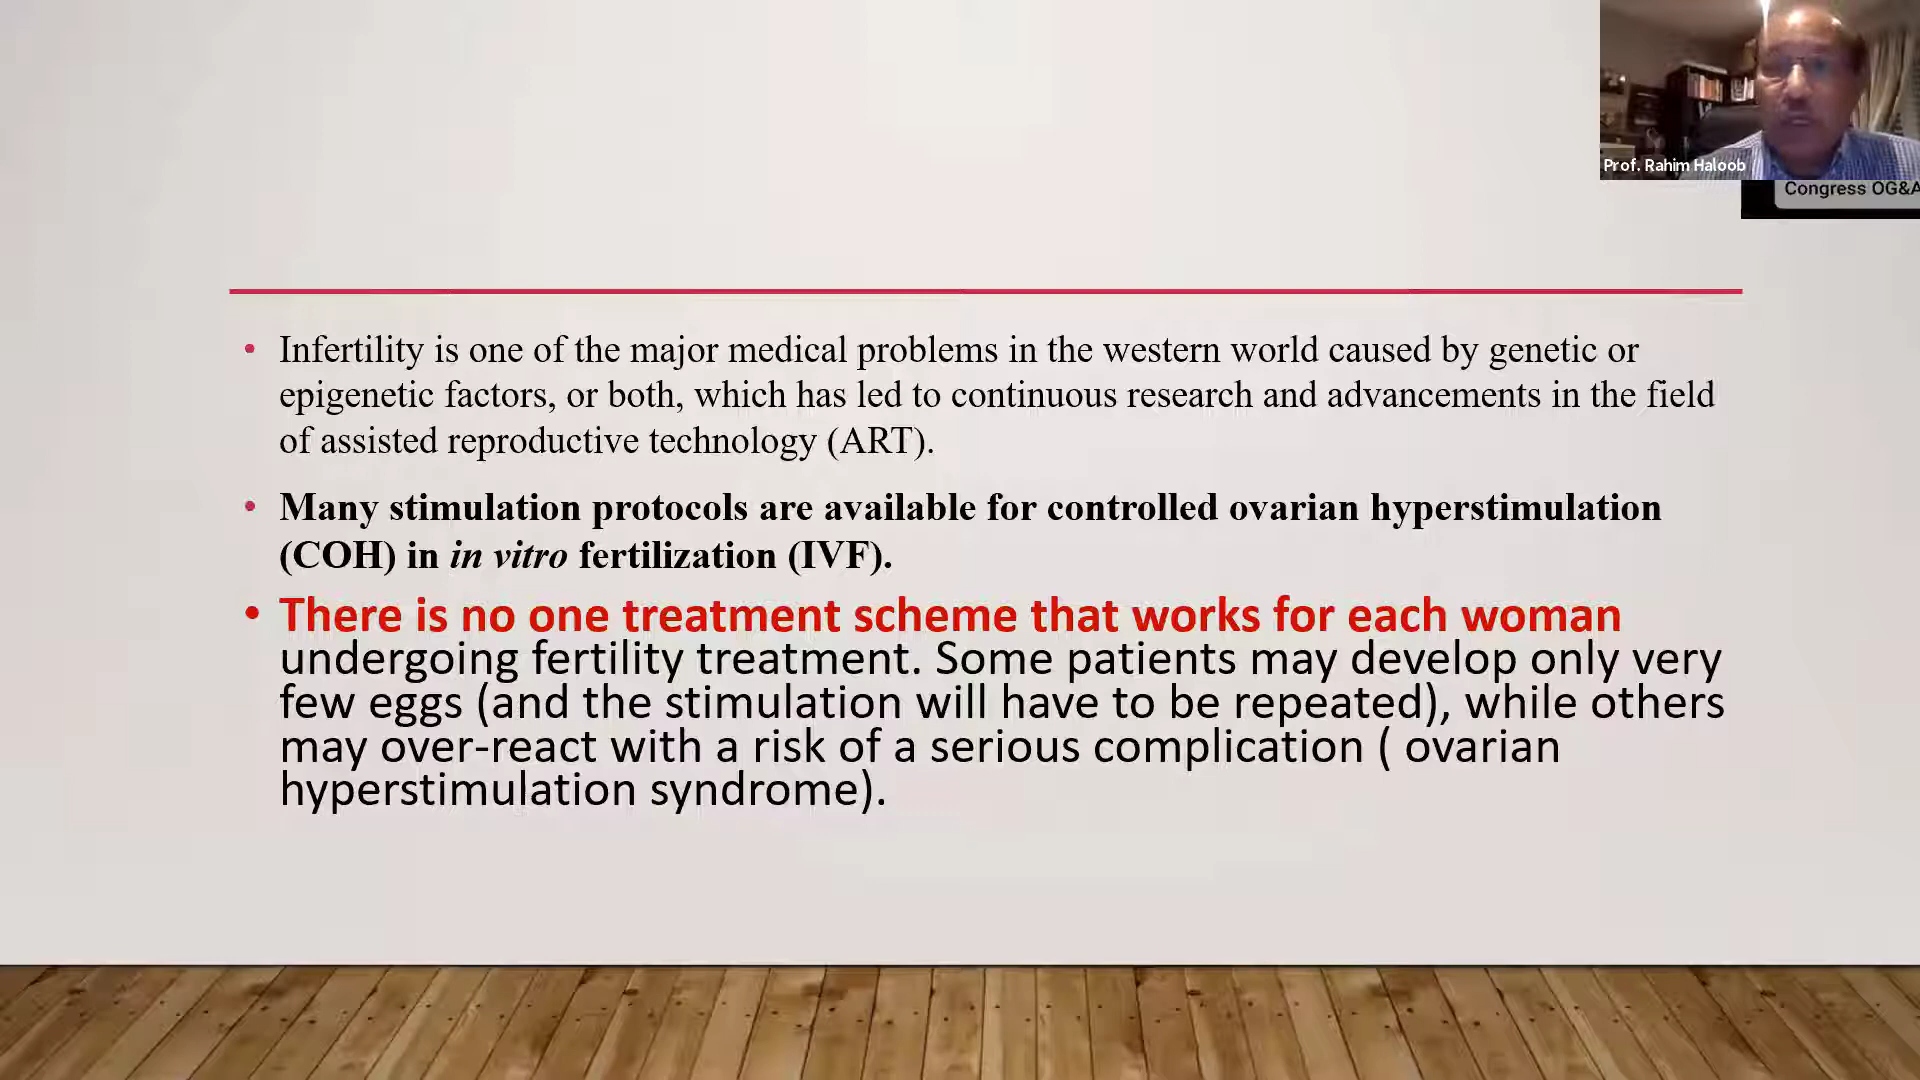 Prof. Rahim Haloob
Congress OG&A
• Infertility is one of the major medical problems in the western world caused by genetic or
epigenetic factors, or both, which has led to continuous research and advancements in the field
of assisted reproductive technology (ART).
• Many stimulation protocols are available for controlled ovarian hyperstimulation
(COH) in in vitro fertilization (IVF).
• There is no one treatment scheme that works for each woman
undergoing fertility treatment. Some patients may develop only very
few eggs (and the stimulation will have to be repeated), while others
may over-react with a risk of a serious complication ( ovarian
hyperstimulation syndrome).